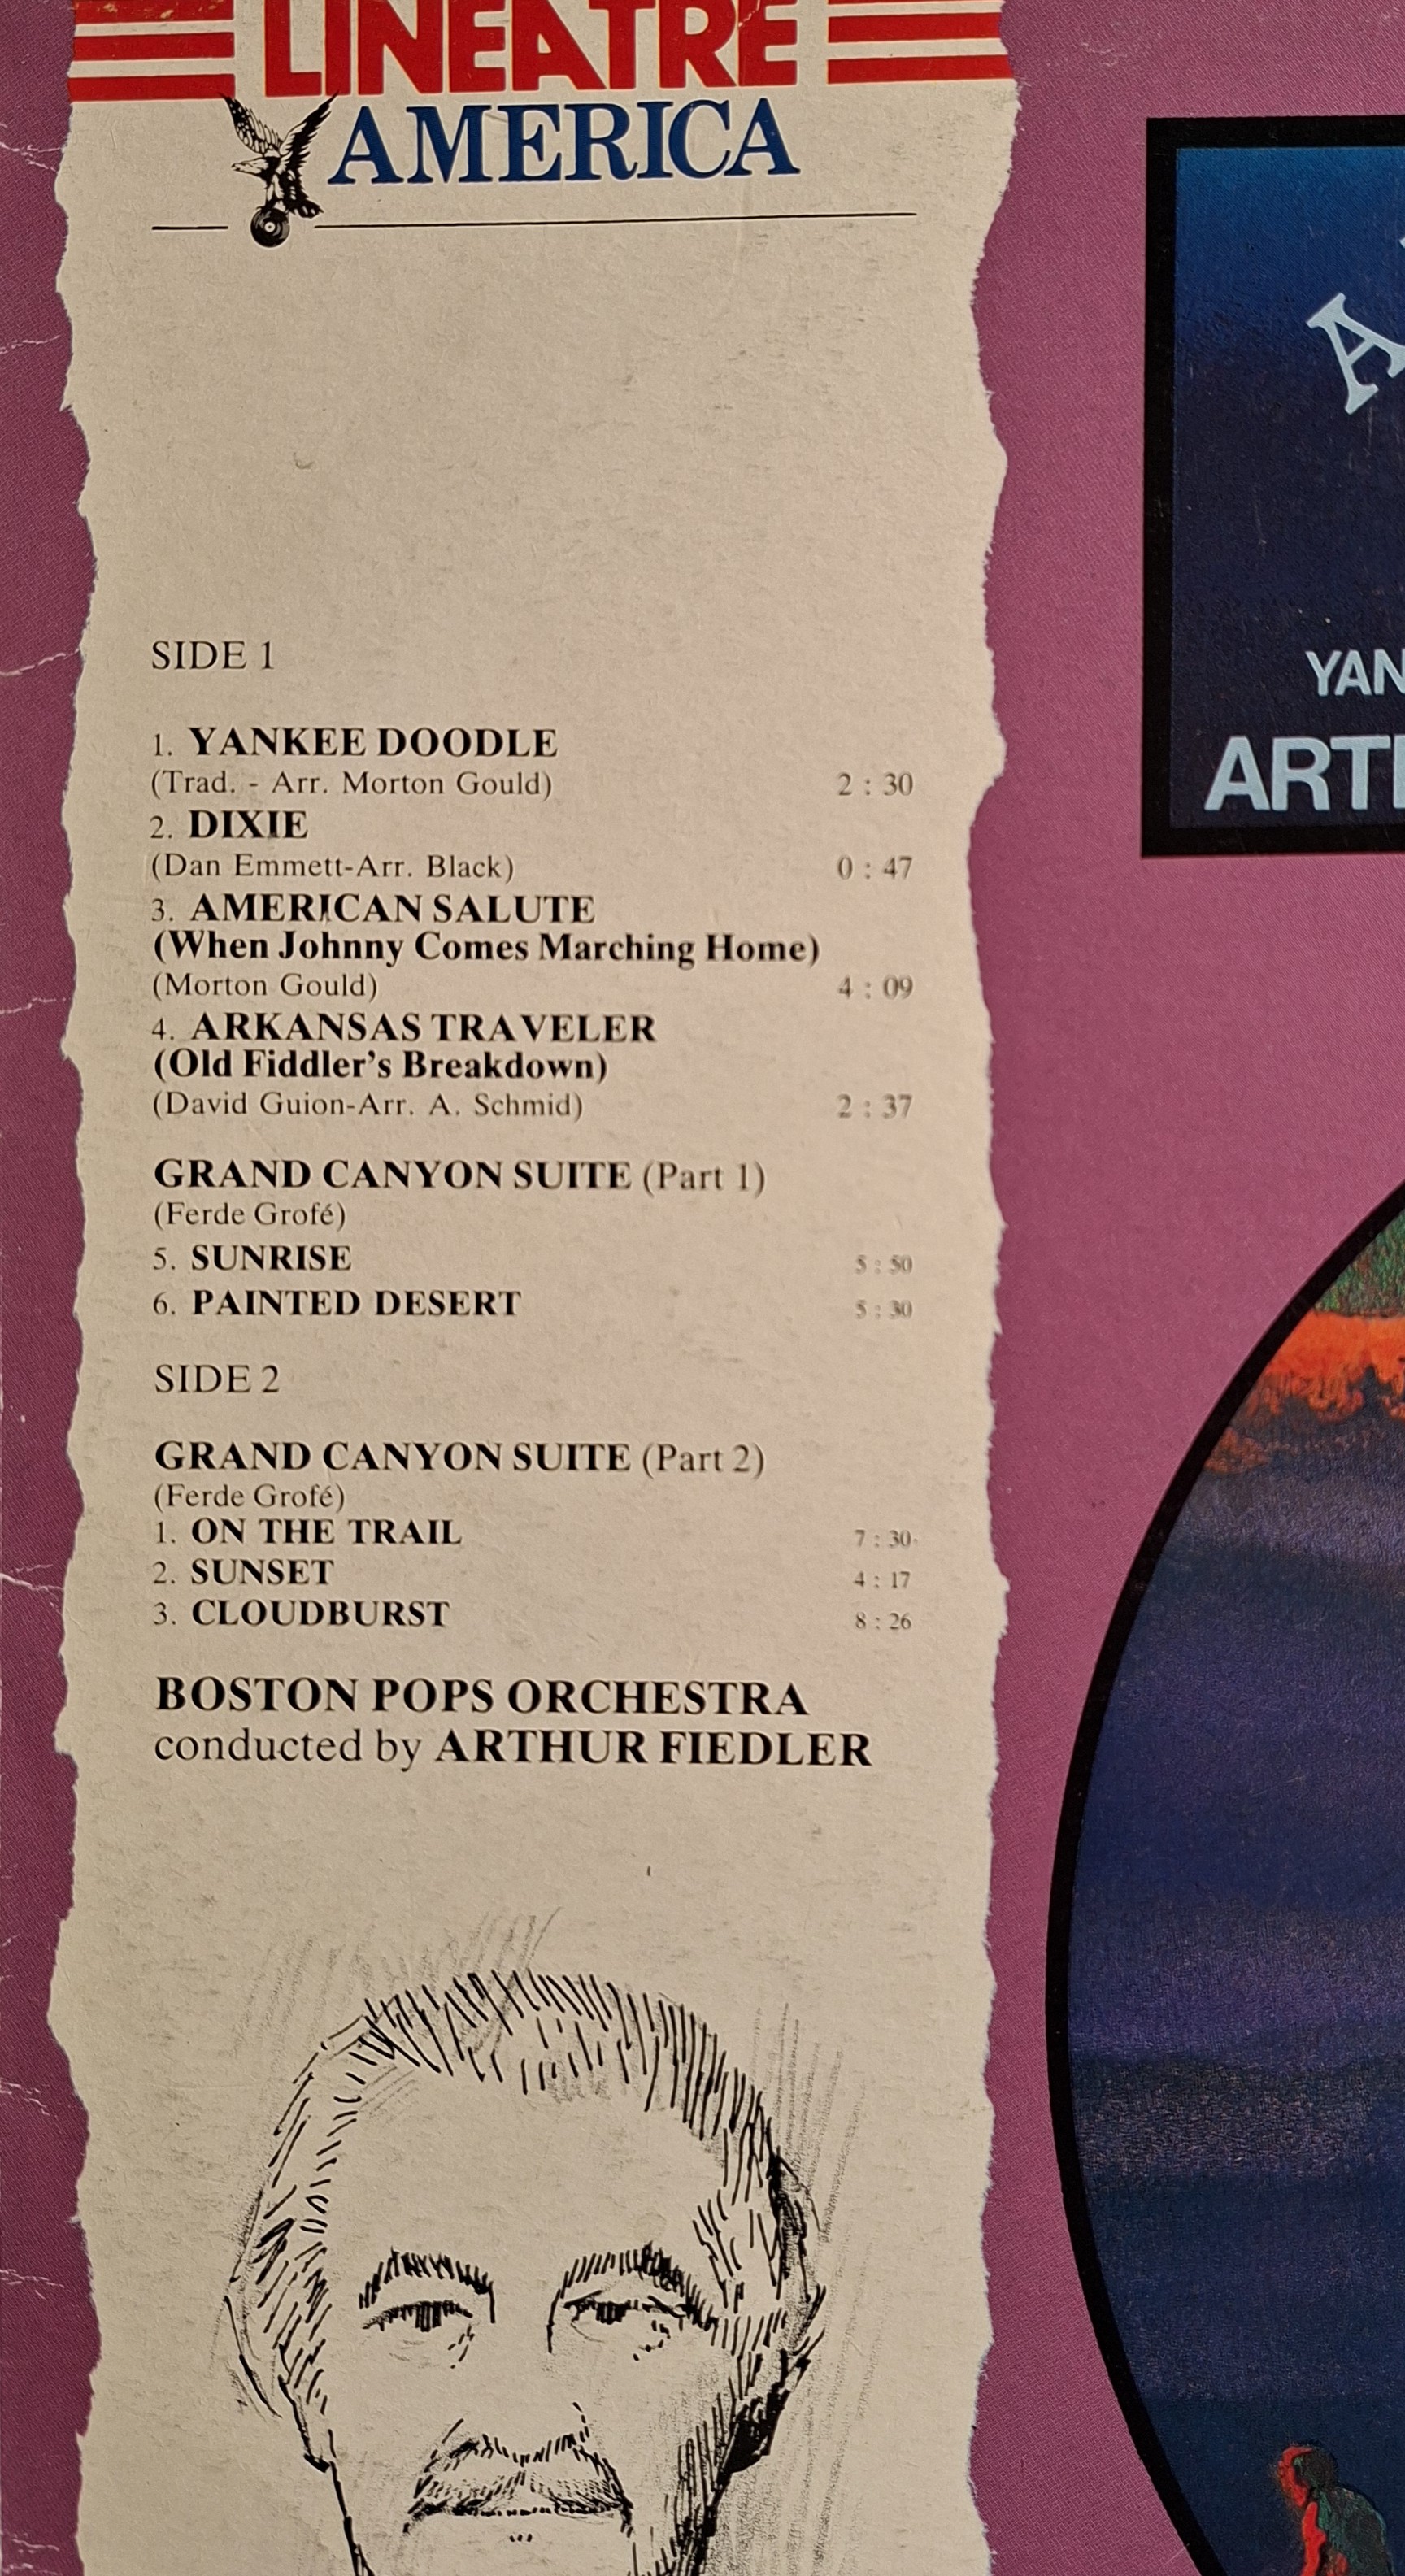 LINEATRE
AMERICA
SIDE 1
1. YANKEE DOODLE
(Trad. - Arr. Morton Gould) 2 : 30
2. DIXIE
(Dan Emmett-Arr. Black) 0 : 47
3. AMERICAN SALUTE
(When Johnny Comes Marching Home)
(Morton Gould) 4 : 09
4. ARKANSAS TRAVELER
(Old Fiddler's Breakdown)
(David Guion-Arr. A. Schmid) 2 : 37
GRAND CANYON SUITE (Part 1)
(Ferde Grofé)
5. SUNRISE 5 : 50
6. PAINTED DESERT 5 : 30
SIDE 2
GRAND CANYON SUITE (Part 2)
(Ferde Grofé)
1. ON THE TRAIL 7 : 30
2. SUNSET 4 : 17
3. CLOUDBURST 8 : 26
BOSTON POPS ORCHESTRA
conducted by ARTHUR FIEDLER
A
YAN
ART